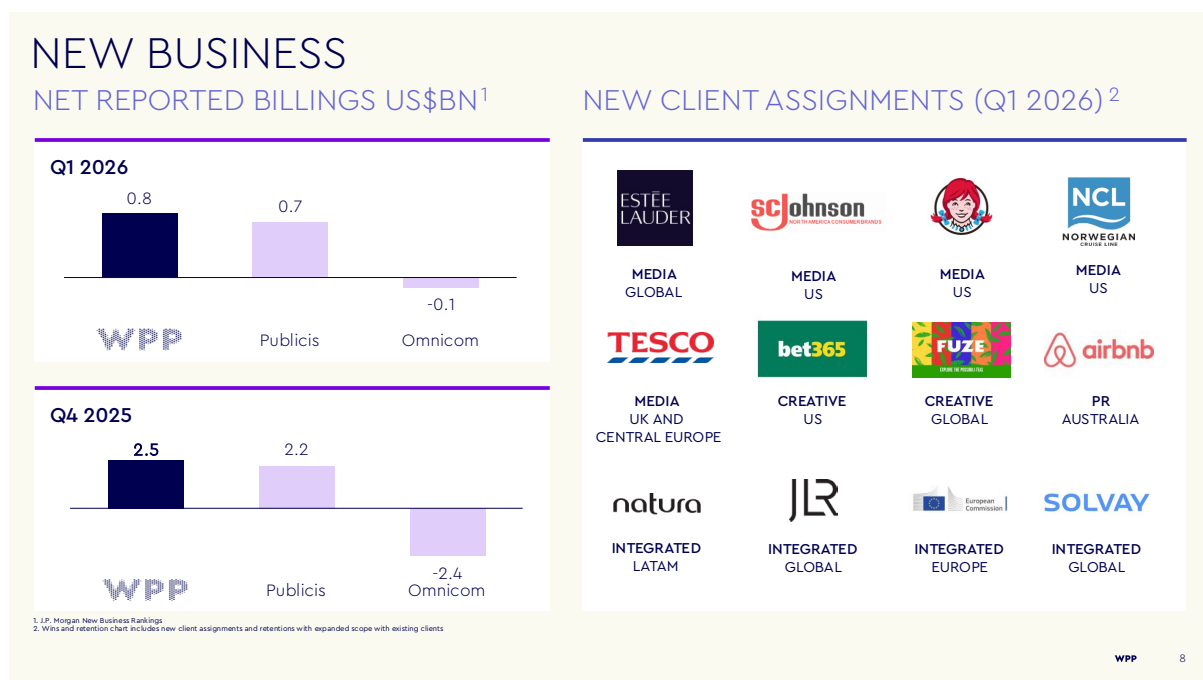 NEW BUSINESS
NET REPORTED BILLINGS US$BN1
Q1 2026
0.8
0.7
-0.1
WPP
Publicis
Omnicom
Q4 2025
2.5
2.2
-2.4
WPP
Publicis
Omnicom
NEW CLIENT ASSIGNMENTS (Q1 2026) 2
ESTĒE
LAUDER
SCJohnson
NORTH AMERICA CONSUMER BRANDS
NCL
NORWEGIAN
CRUISE LINE
MEDIA
GLOBAL
MEDIA
US
MEDIA
US
MEDIA
US
TESCO
bet365
FUZE
airbnb
MEDIA
UK AND
CENTRAL EUROPE
CREATIVE
US
CREATIVE
GLOBAL
PR
AUSTRALIA
natura
JLR
European
Commission
SOLVAY
INTEGRATED
LATAM
INTEGRATED
GLOBAL
INTEGRATED
EUROPE
INTEGRATED
GLOBAL
1. J.P. Morgan New Business Rankings
2. Wins and retention chart includes new client assignments and retentions with expanded scope with existing clients
WPP
8